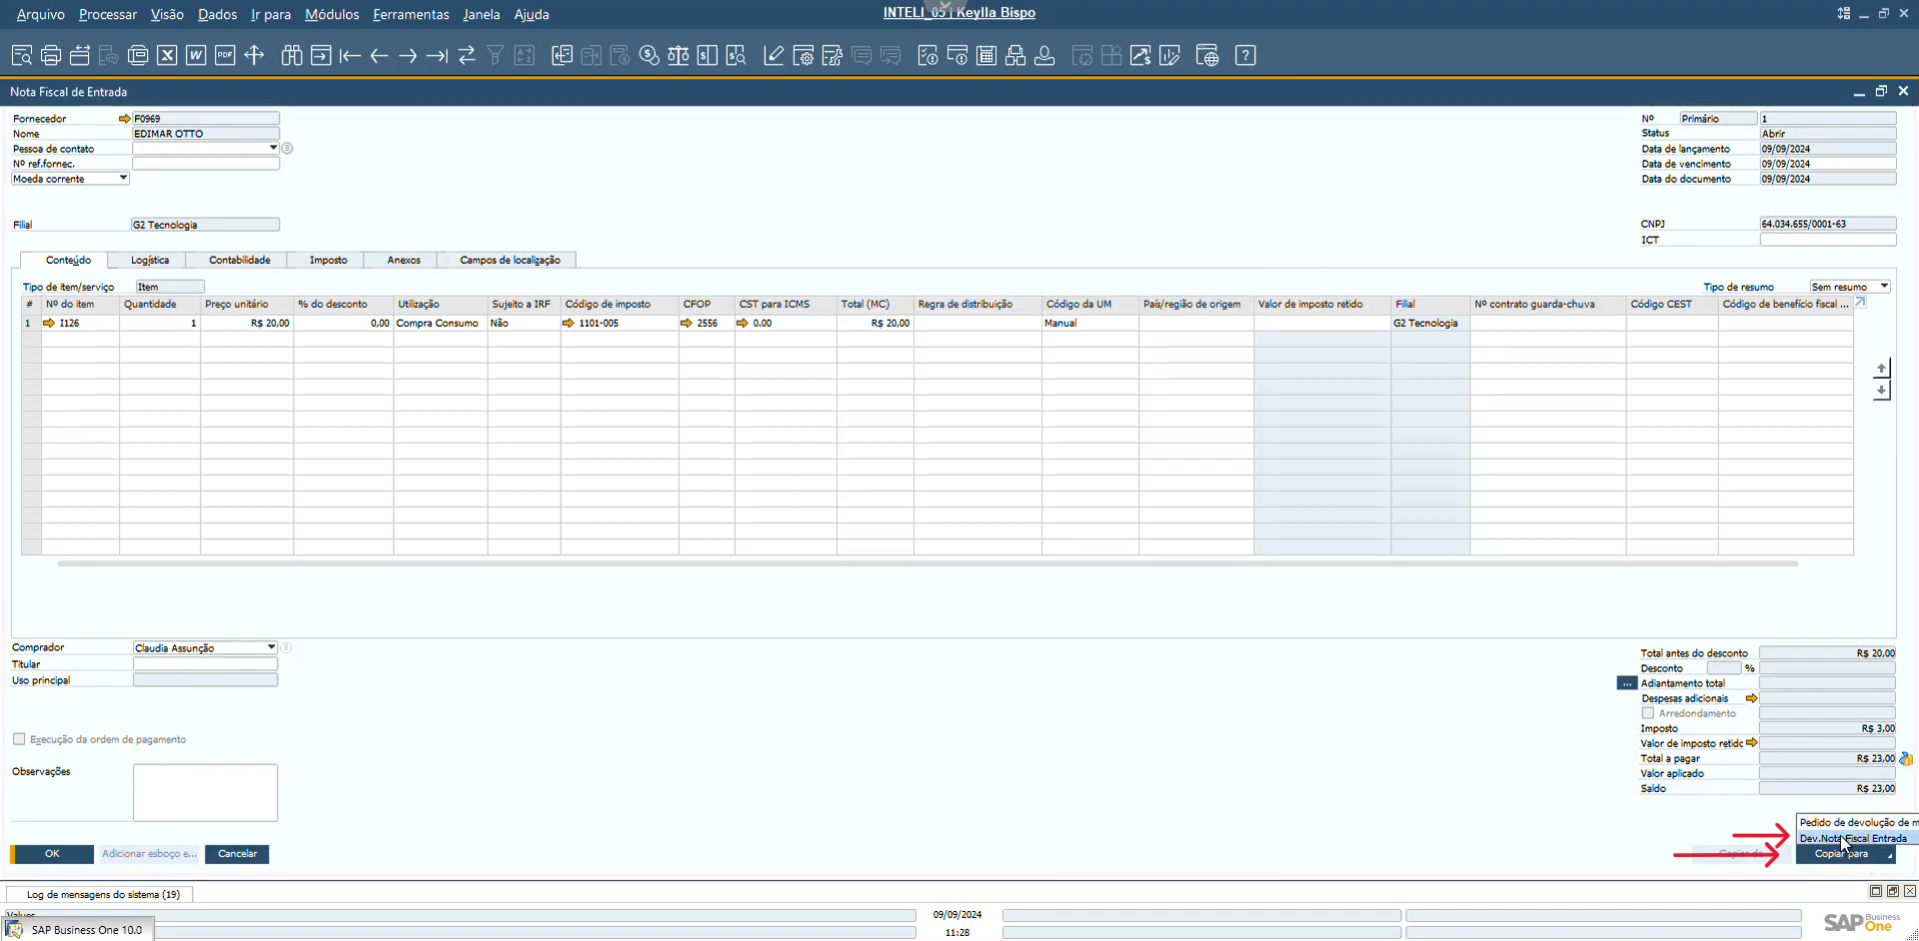 Arquivo Processar Visão Dados Ir para Módulos Ferramentas Janela Ajuda
INTELI_05 | Keylla Bispo
Nota Fiscal de Entrada
Fornecedor F0969
Nome EDIMAR OTTO
Pessoa de contato
Nº ref.fornec.
Moeda corrente
Filial G2 Tecnologia
Nº Primário 1
Status Abrir
Data de lançamento 09/09/2024
Data de vencimento 09/09/2024
Data do documento 09/09/2024
CNPJ 64.034.655/0001-63
ICT
Conteúdo Logística Contabilidade Imposto Anexos Campos de localização
Tipo de item/serviço Item
Tipo de resumo Sem resumo
# Nº do item Quantidade Preço unitário % do desconto Utilização Sujeito a IRF Código de imposto CFOP CST para ICMS Total (MC) Regra de distribuição Código da UM País/região de origem Valor de imposto retido Filial Nº contrato guarda-chuva Código CEST Código de benefício fiscal ...
1 I126 1 R$ 20,00 0,00 Compra Consumo Não 1101-005 2556 0.00 R$ 20,00 Manual G2 Tecnologia
Comprador Claudia Assunção
Titular
Uso principal
Execução da ordem de pagamento
Observações
Total antes do desconto R$ 20,00
Desconto %
... Adiantamento total
Despesas adicionais
Arredondamento
Imposto R$ 3,00
Valor de imposto retido
Total a pagar R$ 23,00
Valor aplicado
Saldo R$ 23,00
Pedido de devolução de m
Dev.Nota Fiscal Entrada
OK Adicionar esboço e... Cancelar
Copiar de Copiar para
Log de mensagens do sistema (19)
Values
09/09/2024
11:28
SAP Business One 10.0
SAP Business One